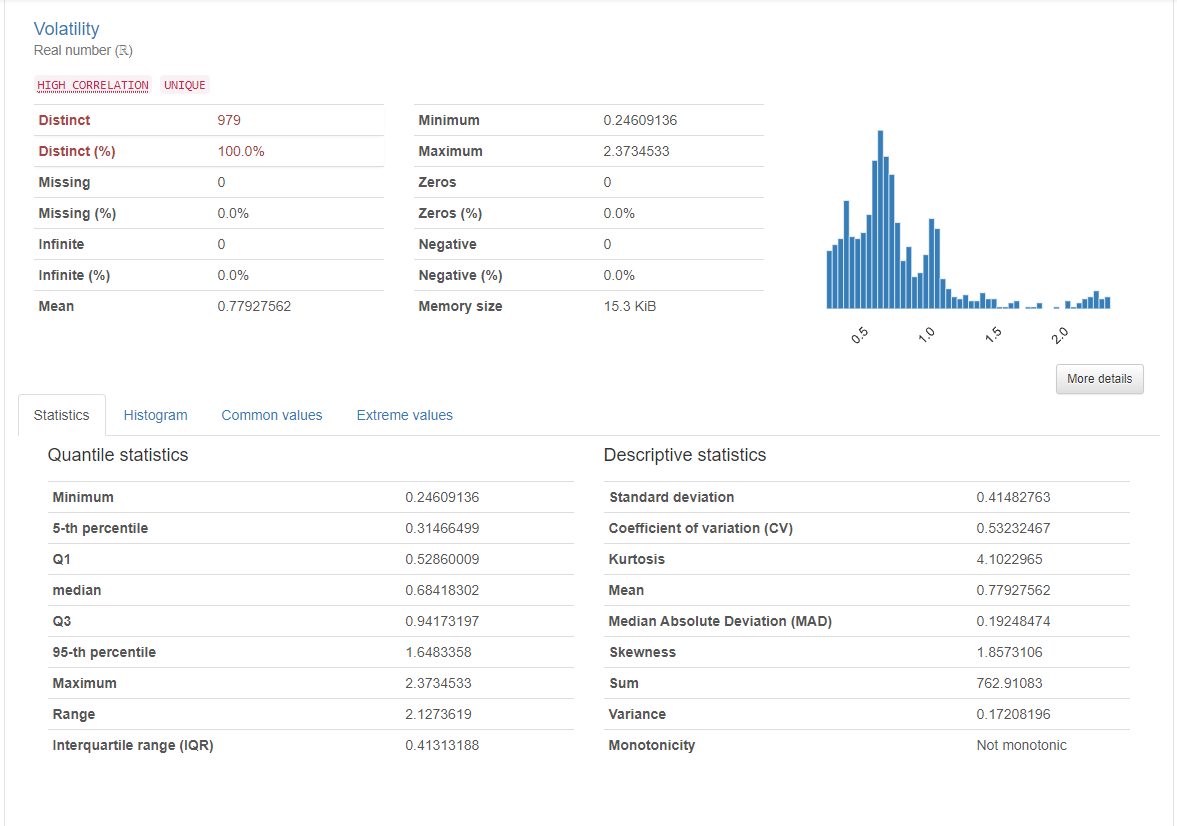 Volatility
Real number (ℝ)
HIGH CORRELATION UNIQUE
Distinct 979
Distinct (%) 100.0%
Missing 0
Missing (%) 0.0%
Infinite 0
Infinite (%) 0.0%
Mean 0.77927562
Minimum 0.24609136
Maximum 2.3734533
Zeros 0
Zeros (%) 0.0%
Negative 0
Negative (%) 0.0%
Memory size 15.3 KiB
0.5 1.0 1.5 2.0
More details
Statistics Histogram Common values Extreme values
Quantile statistics
Minimum 0.24609136
5-th percentile 0.31466499
Q1 0.52860009
median 0.68418302
Q3 0.94173197
95-th percentile 1.6483358
Maximum 2.3734533
Range 2.1273619
Interquartile range (IQR) 0.41313188
Descriptive statistics
Standard deviation 0.41482763
Coefficient of variation (CV) 0.53232467
Kurtosis 4.1022965
Mean 0.77927562
Median Absolute Deviation (MAD) 0.19248474
Skewness 1.8573106
Sum 762.91083
Variance 0.17208196
Monotonicity Not monotonic